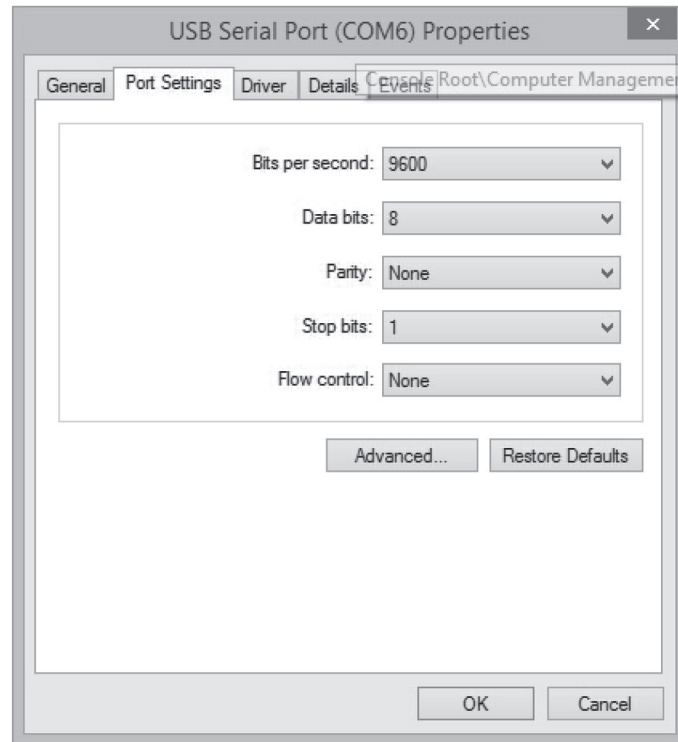 USB Serial Port (COM6) Properties
General Port Settings Driver Details Events
Console Root\Computer Manageme
Bits per second: 9600
Data bits: 8
Parity: None
Stop bits: 1
Flow control: None
Advanced... Restore Defaults
OK Cancel